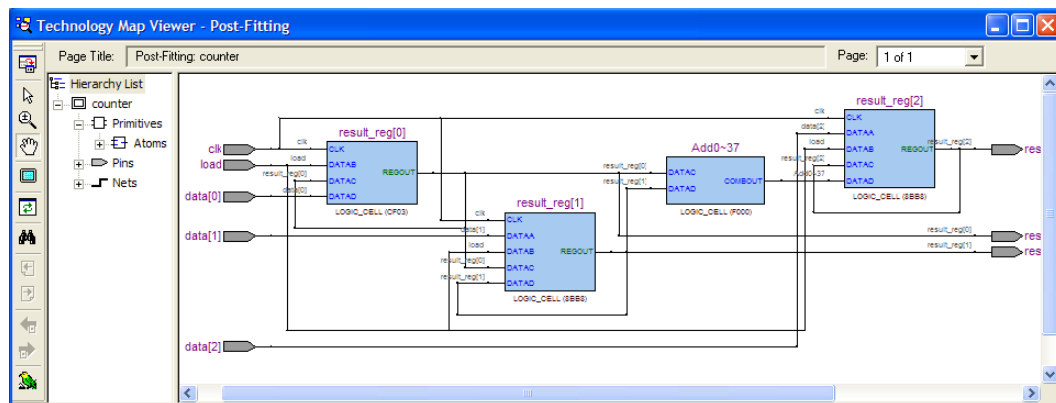 Technology Map Viewer - Post-Fitting
Page Title: Post-Fitting: counter Page: 1 of 1
Hierarchy List
counter
Primitives
Atoms
Pins
Nets
clk
load
data[0]
data[1]
data[2]
result_reg[0]
clk
load
result_reg[0]
data[0]
CLK
DATAB
DATAC
DATAD
REGOUT
LOGIC_CELL (CF03)
result_reg[1]
clk
data[1]
load
result_reg[0]
result_reg[1]
CLK
DATAA
DATAB
DATAC
DATAD
REGOUT
LOGIC_CELL (8BB8)
Add0~37
result_reg[0]
result_reg[1]
DATAC
DATAD
COMBOUT
LOGIC_CELL (F000)
result_reg[2]
clk
data[2]
load
result_reg[2]
Add0~37
CLK
DATAA
DATAB
DATAC
DATAD
REGOUT
LOGIC_CELL (8BB8)
result_reg[2]
res
result_reg[0]
res
result_reg[1]
res